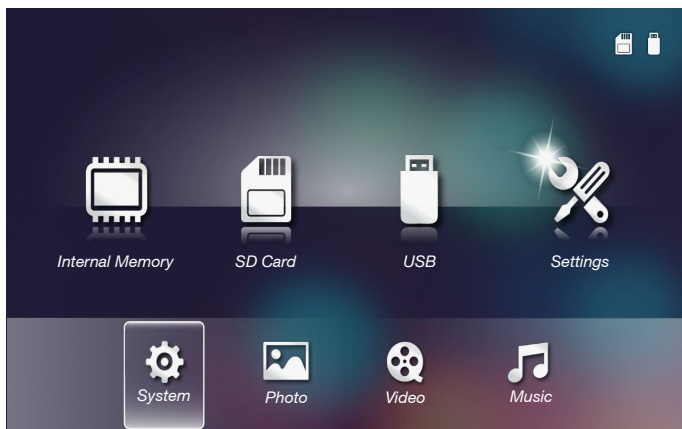 Internal Memory
SD Card
USB
Settings
System
Photo
Video
Music